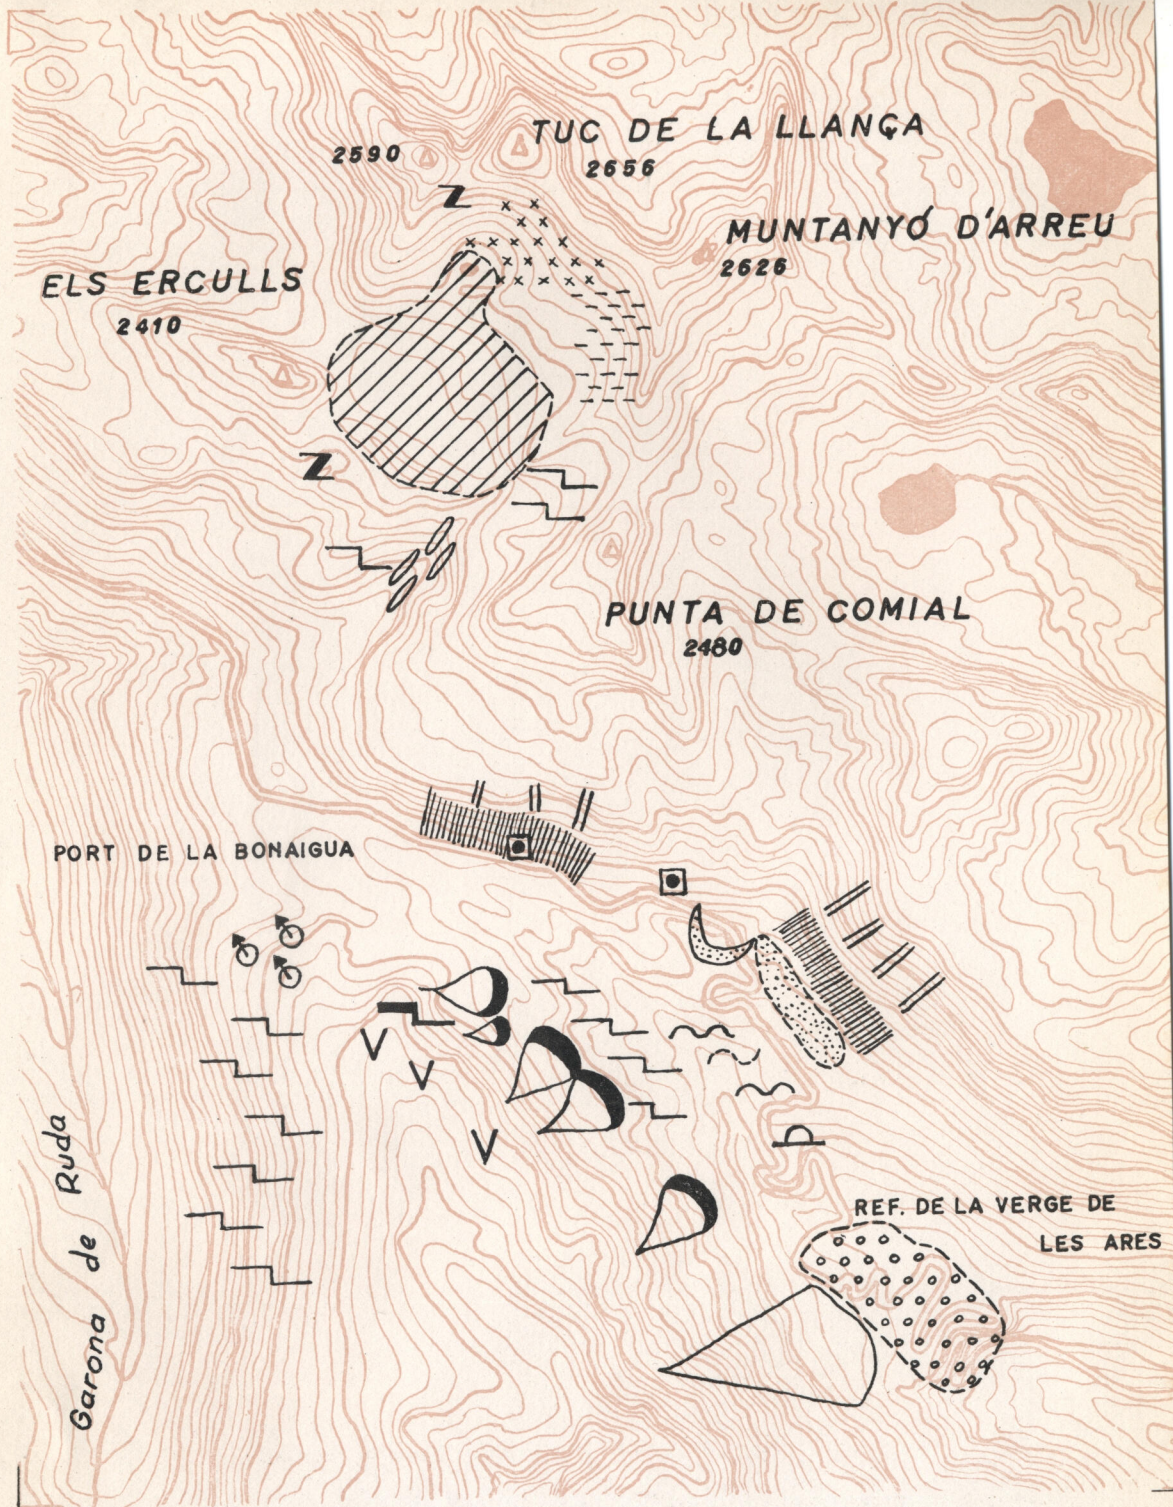 TUC DE LA LLANÇA
2590
2656
MUNTANYÓ D'ARREU
2626
ELS ERCULLS
2410
PUNTA DE COMIAL
2480
PORT DE LA BONAIGUA
Garona de Ruda
REF. DE LA VERGE DE
LES ARES